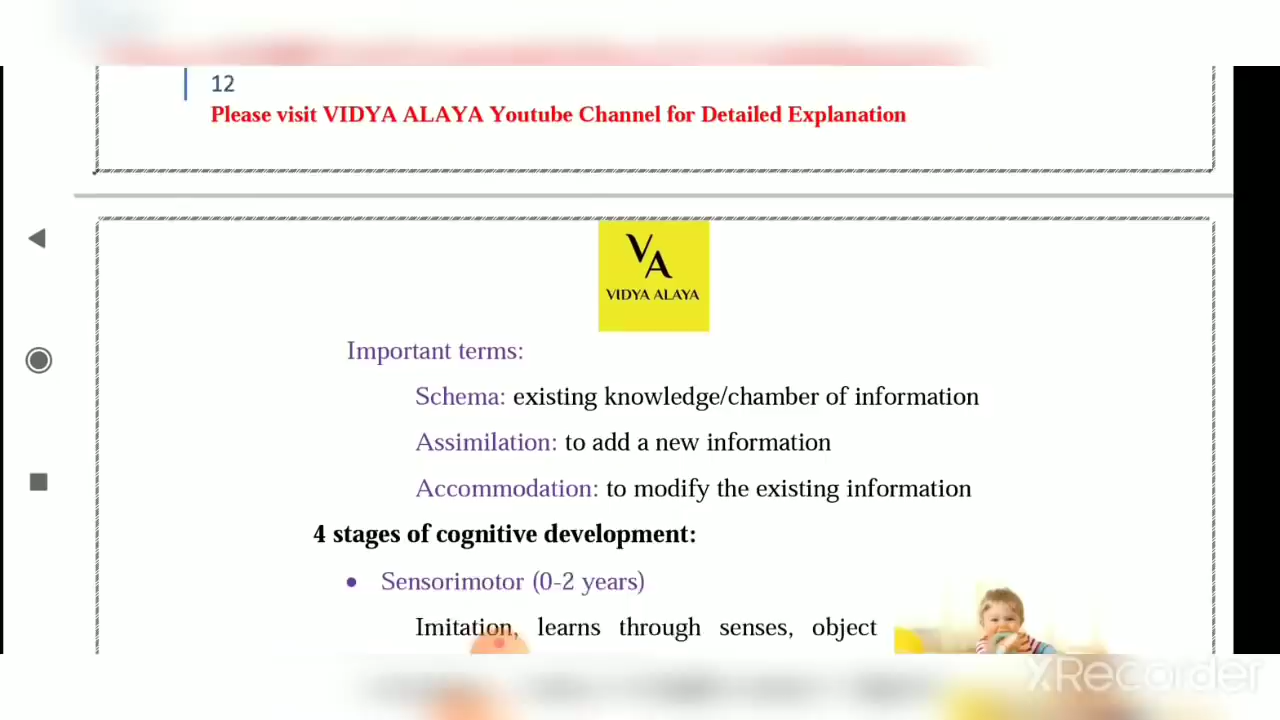 12
Please visit VIDYA ALAYA Youtube Channel for Detailed Explanation
VA
VIDYA ALAYA
Important terms:
Schema: existing knowledge/chamber of information
Assimilation: to add a new information
Accommodation: to modify the existing information
4 stages of cognitive development:
• Sensorimotor (0-2 years)
Imitation, learns through senses, object
XRecorder